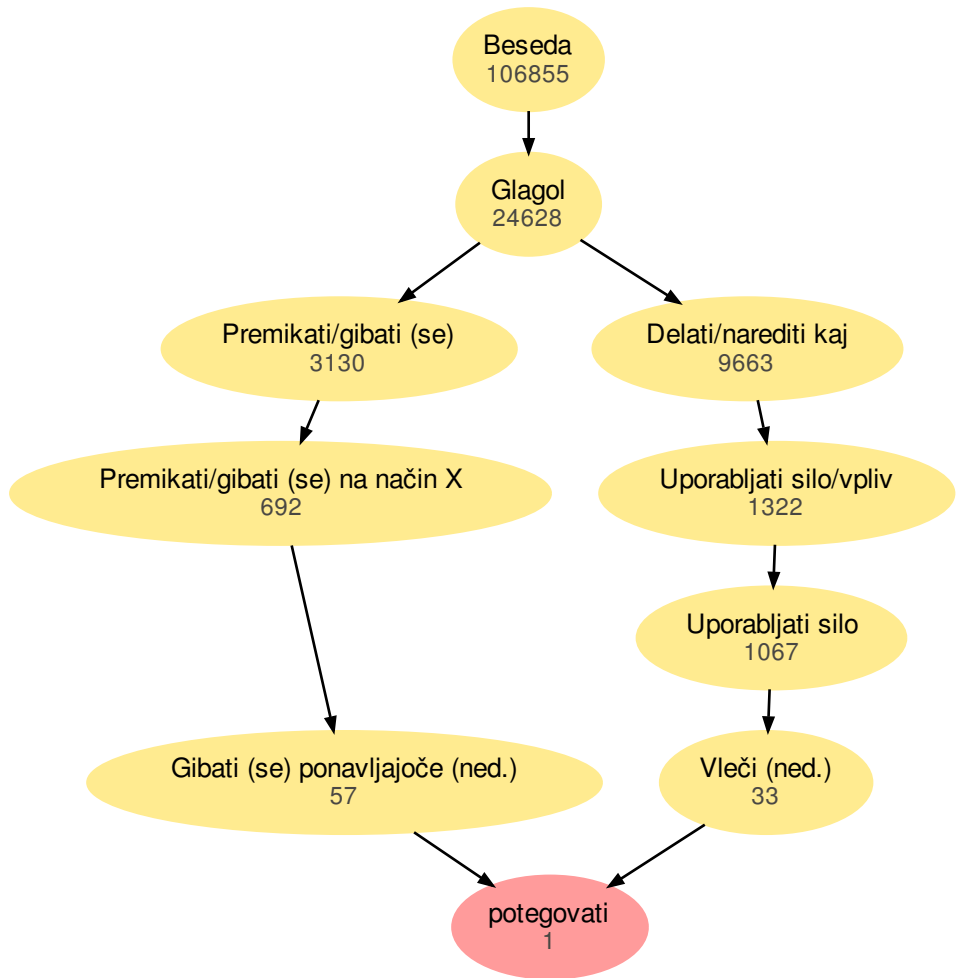 Beseda
106855
Glagol
24628
Premikati/gibati (se)
3130
Delati/narediti kaj
9663
Premikati/gibati (se) na način X
692
Uporabljati silo/vpliv
1322
Uporabljati silo
1067
Gibati (se) ponavljajoče (ned.)
57
Vleči (ned.)
33
potegovati
1